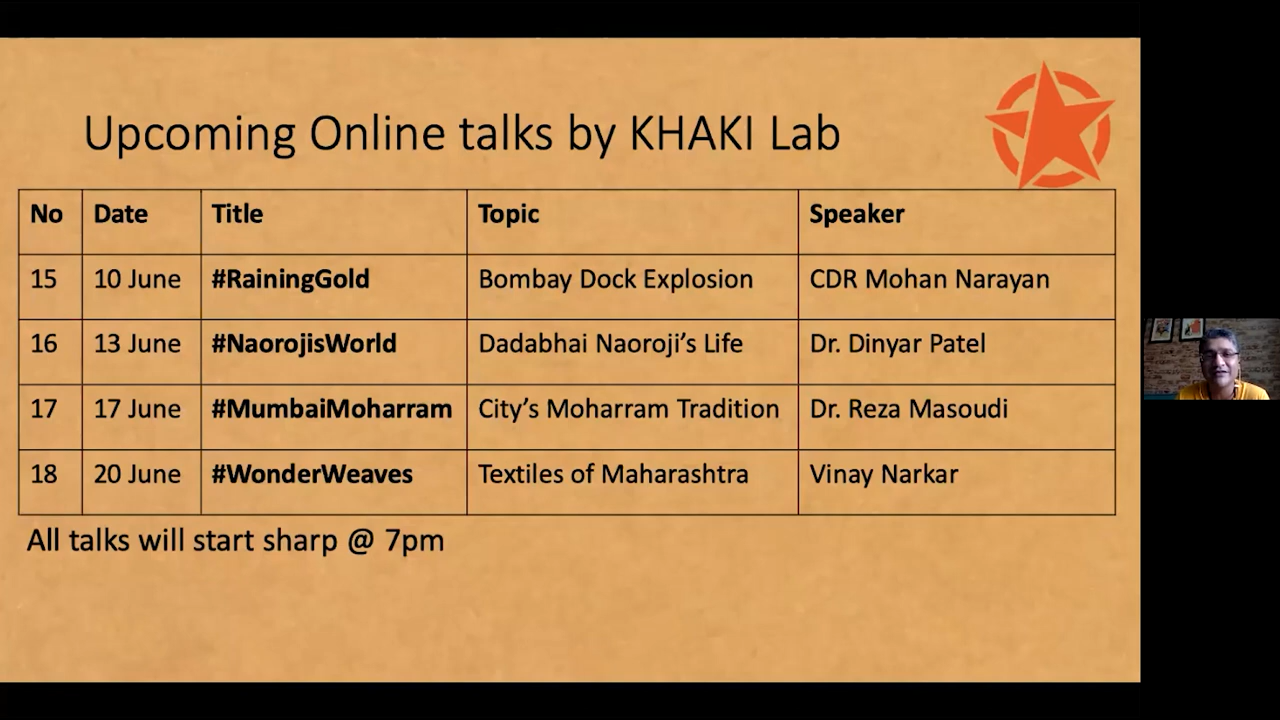 Upcoming Online talks by KHAKI Lab
No Date Title Topic Speaker
15 10 June #RainingGold Bombay Dock Explosion CDR Mohan Narayan
16 13 June #NaorojisWorld Dadabhai Naoroji’s Life Dr. Dinyar Patel
17 17 June #MumbaiMoharram City’s Moharram Tradition Dr. Reza Masoudi
18 20 June #WonderWeaves Textiles of Maharashtra Vinay Narkar
All talks will start sharp @ 7pm